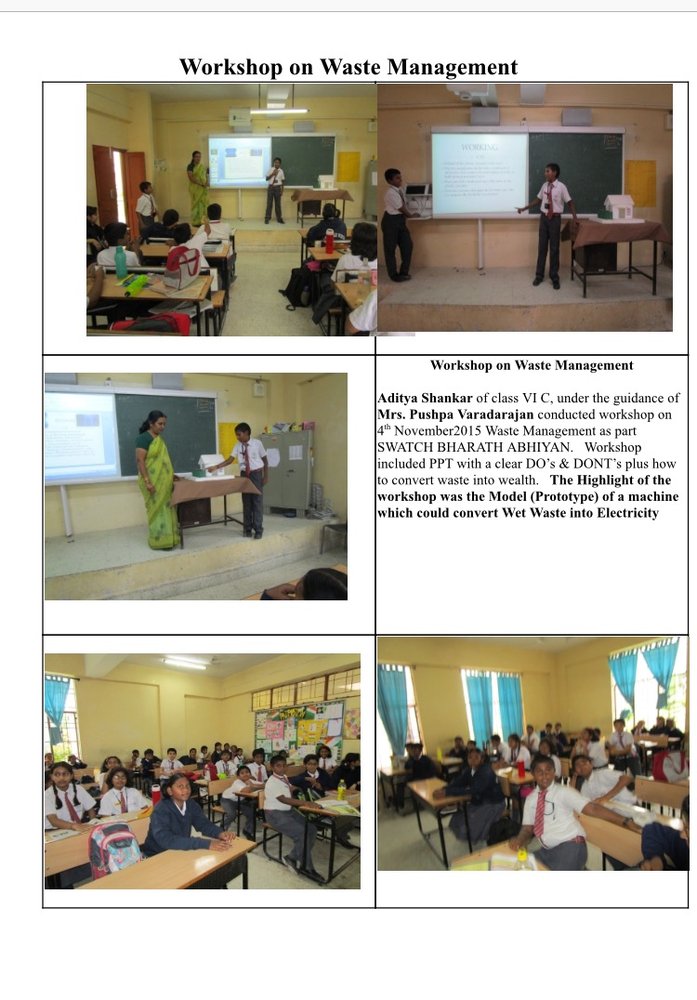 Workshop on Waste Management
WORKING
Workshop on Waste Management
Aditya Shankar of class VI C, under the guidance of
Mrs. Pushpa Varadarajan conducted workshop on
4th November2015 Waste Management as part
SWATCH BHARATH ABHIYAN. Workshop
included PPT with a clear DO’s & DONT’s plus how
to convert waste into wealth. The Highlight of the
workshop was the Model (Prototype) of a machine
which could convert Wet Waste into Electricity